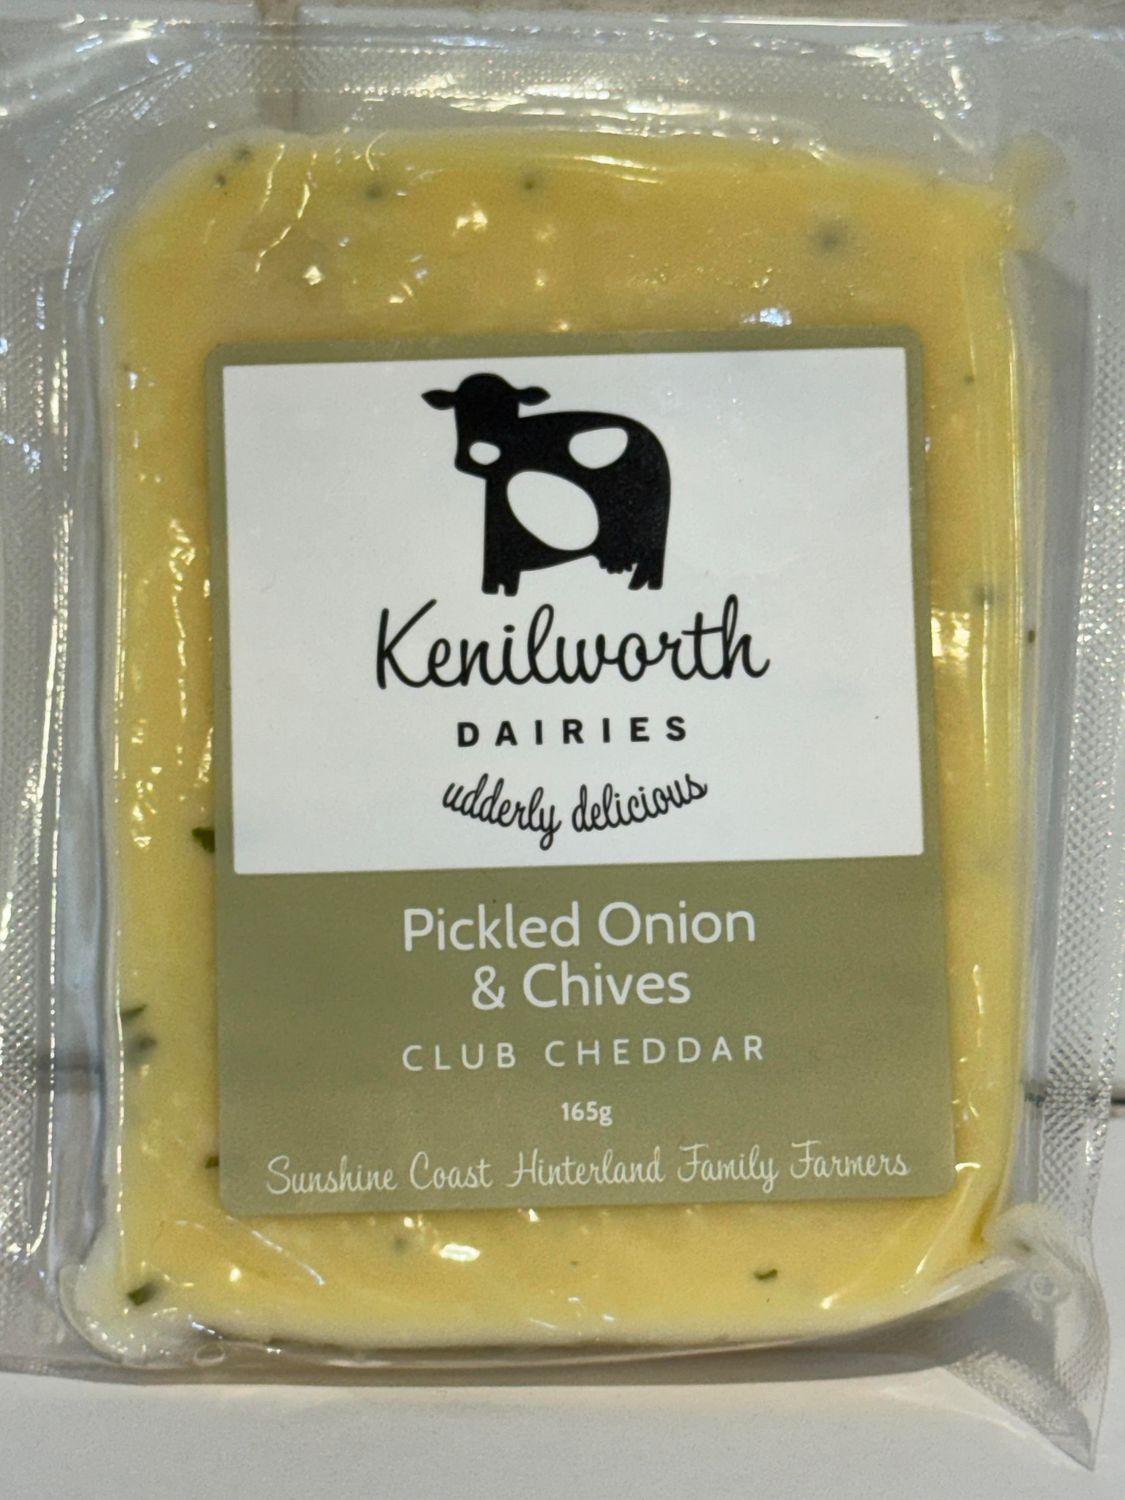 Kenilworth
DAIRIES
udderly delicious
Pickled Onion
& Chives
CLUB CHEDDAR
165g
Sunshine Coast Hinterland Family Farmers